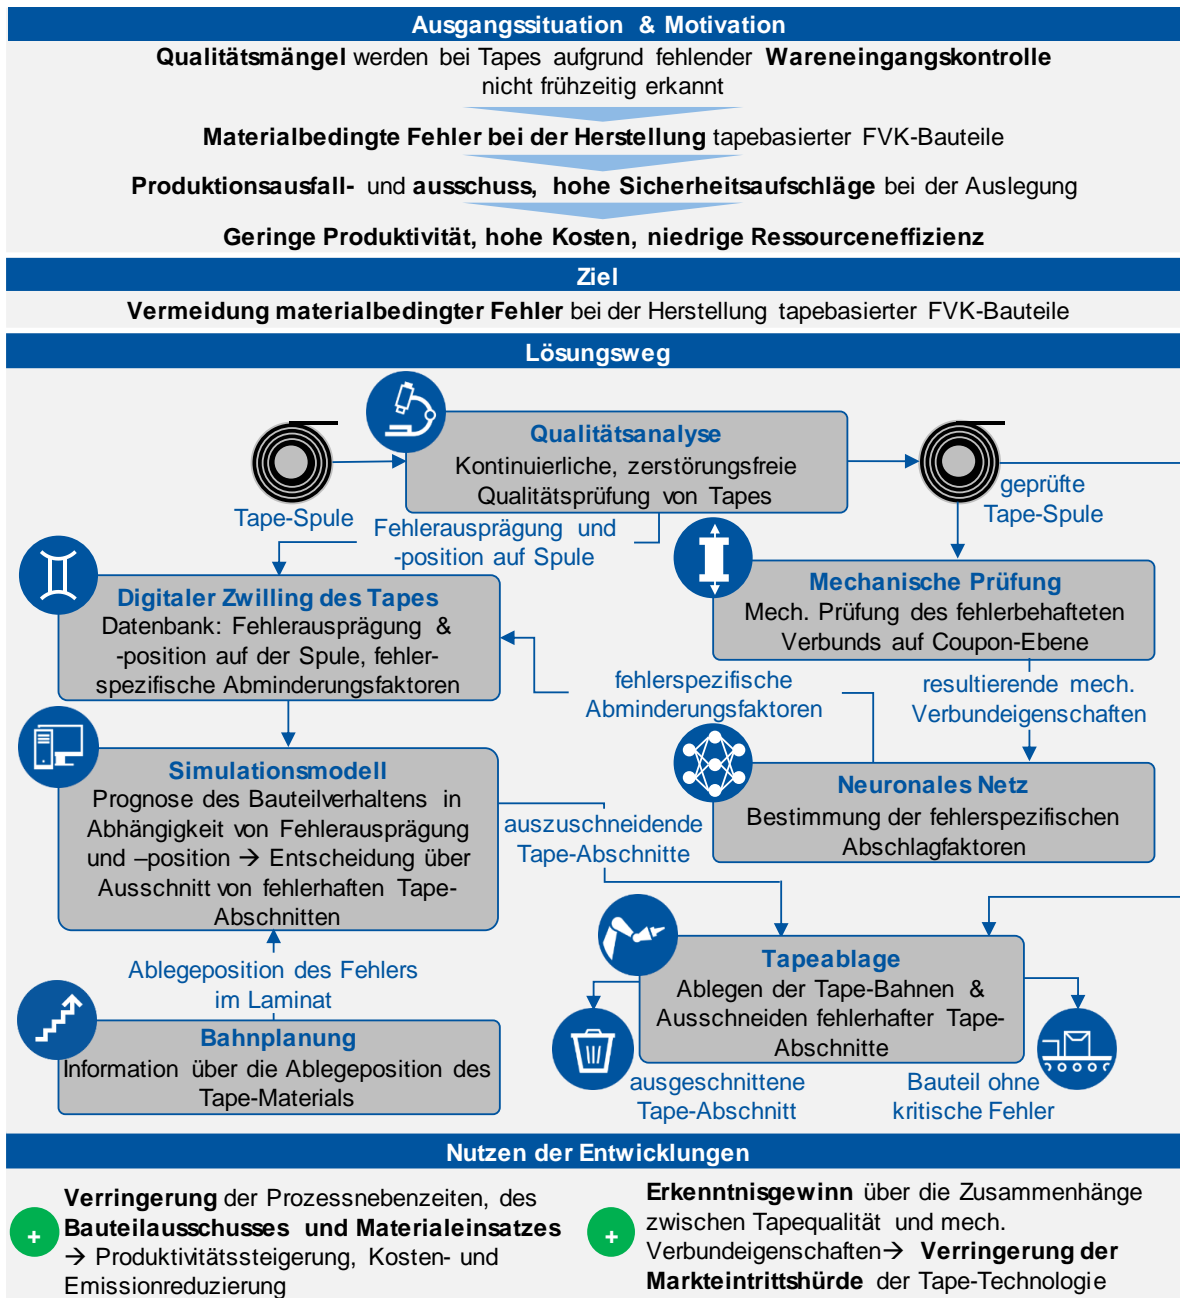 Ausgangssituation & Motivation
Qualitätsmängel werden bei Tapes aufgrund fehlender Wareneingangskontrolle
nicht frühzeitig erkannt
Materialbedingte Fehler bei der Herstellung tapebasierter FVK-Bauteile
Produktionsausfall- und ausschuss, hohe Sicherheitsaufschläge bei der Auslegung
Geringe Produktivität, hohe Kosten, niedrige Ressourceneffizienz
Ziel
Vermeidung materialbedingter Fehler bei der Herstellung tapebasierter FVK-Bauteile
Lösungsweg
Qualitätsanalyse
Kontinuierliche, zerstörungsfreie
Qualitätsprüfung von Tapes
Tape-Spule
geprüfte
Tape-Spule
Fehlerausprägung und
-position auf Spule
Digitaler Zwilling des Tapes
Datenbank: Fehlerausprägung &
-position auf der Spule, fehler-
spezifische Abminderungsfaktoren
Mechanische Prüfung
Mech. Prüfung des fehlerbehafteten
Verbunds auf Coupon-Ebene
fehlerspezifische
Abminderungsfaktoren
resultierende mech.
Verbundeigenschaften
Simulationsmodell
Prognose des Bauteilverhaltens in
Abhängigkeit von Fehlerausprägung
und –position → Entscheidung über
Ausschnitt von fehlerhaften Tape-
Abschnitten
Neuronales Netz
Bestimmung der fehlerspezifischen
Abschlagfaktoren
auszuschneidende
Tape-Abschnitte
Ablegeposition des Fehlers
im Laminat
Tapeablage
Ablegen der Tape-Bahnen &
Ausschneiden fehlerhafter Tape-
Abschnitte
Bahnplanung
Information über die Ablegeposition des
Tape-Materials
ausgeschnittene
Tape-Abschnitt
Bauteil ohne
kritische Fehler
Nutzen der Entwicklungen
+
Verringerung der Prozessnebenzeiten, des
Bauteilausschusses und Materialeinsatzes
→ Produktivitätssteigerung, Kosten- und
Emissionreduzierung
+
Erkenntnisgewinn über die Zusammenhänge
zwischen Tapequalität und mech.
Verbundeigenschaften→ Verringerung der
Markteintrittshürde der Tape-Technologie